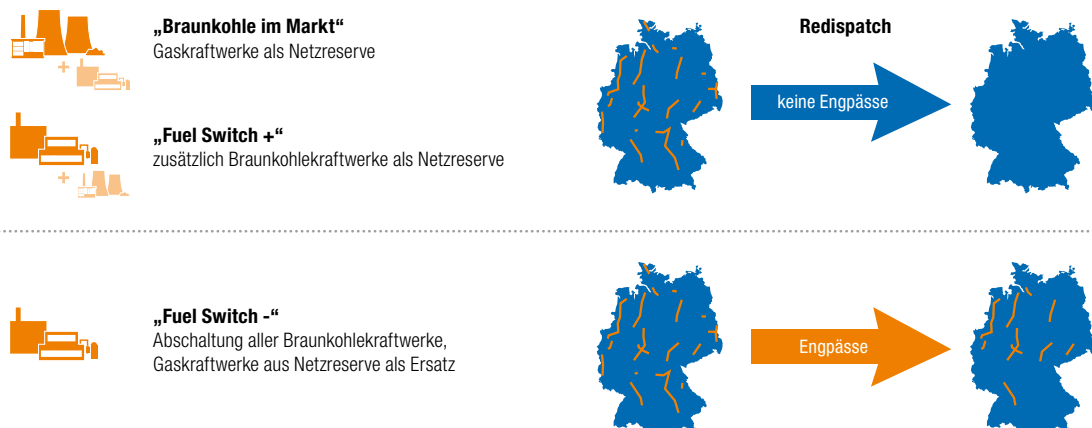 „Braunkohle im Markt“
Gaskraftwerke als Netzreserve
„Fuel Switch +“
zusätzlich Braunkohlekraftwerke als Netzreserve
Redispatch
keine Engpässe
„Fuel Switch -“
Abschaltung aller Braunkohlekraftwerke,
Gaskraftwerke aus Netzreserve als Ersatz
Engpässe